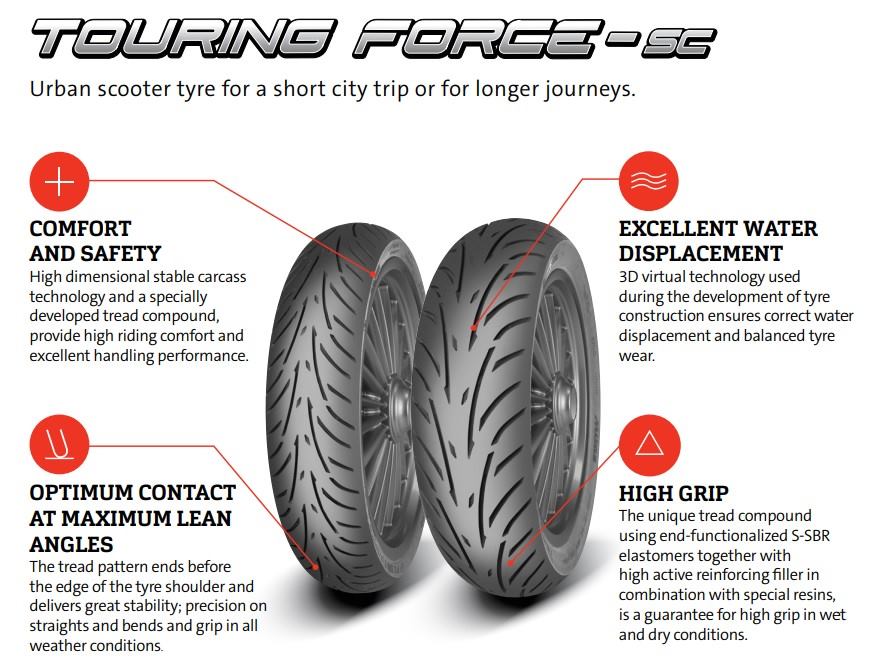 TOURING FORCE-SC
Urban scooter tyre for a short city trip or for longer journeys.
COMFORT
AND SAFETY
High dimensional stable carcass
technology and a specially
developed tread compound,
provide high riding comfort and
excellent handling performance.
EXCELLENT WATER
DISPLACEMENT
3D virtual technology used
during the development of tyre
construction ensures correct water
displacement and balanced tyre
wear.
OPTIMUM CONTACT
AT MAXIMUM LEAN
ANGLES
The tread pattern ends before
the edge of the tyre shoulder and
delivers great stability; precision on
straights and bends and grip in all
weather conditions.
HIGH GRIP
The unique tread compound
using end-functionalized S-SBR
elastomers together with
high active reinforcing filler in
combination with special resins,
is a guarantee for high grip in wet
and dry conditions.